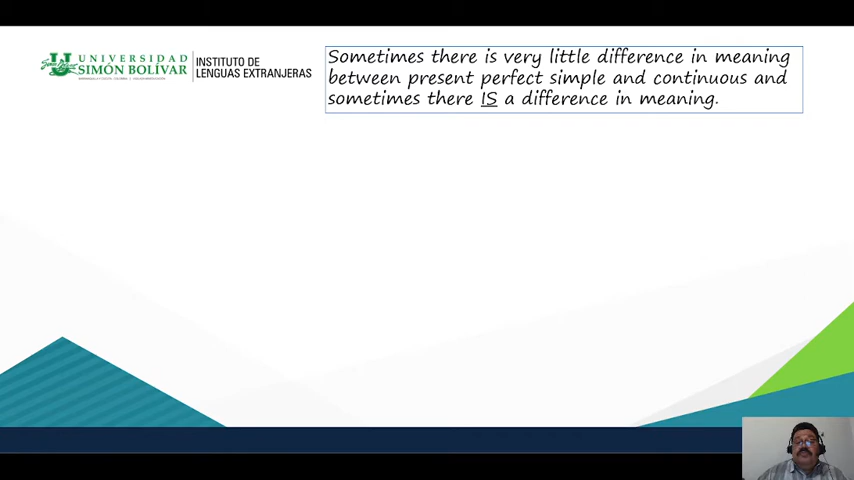 UNIVERSIDAD
SIMÓN BOLÍVAR
INSTITUTO DE
LENGUAS EXTRANJERAS
Sometimes there is very little difference in meaning
between present perfect simple and continuous and
sometimes there IS a difference in meaning.